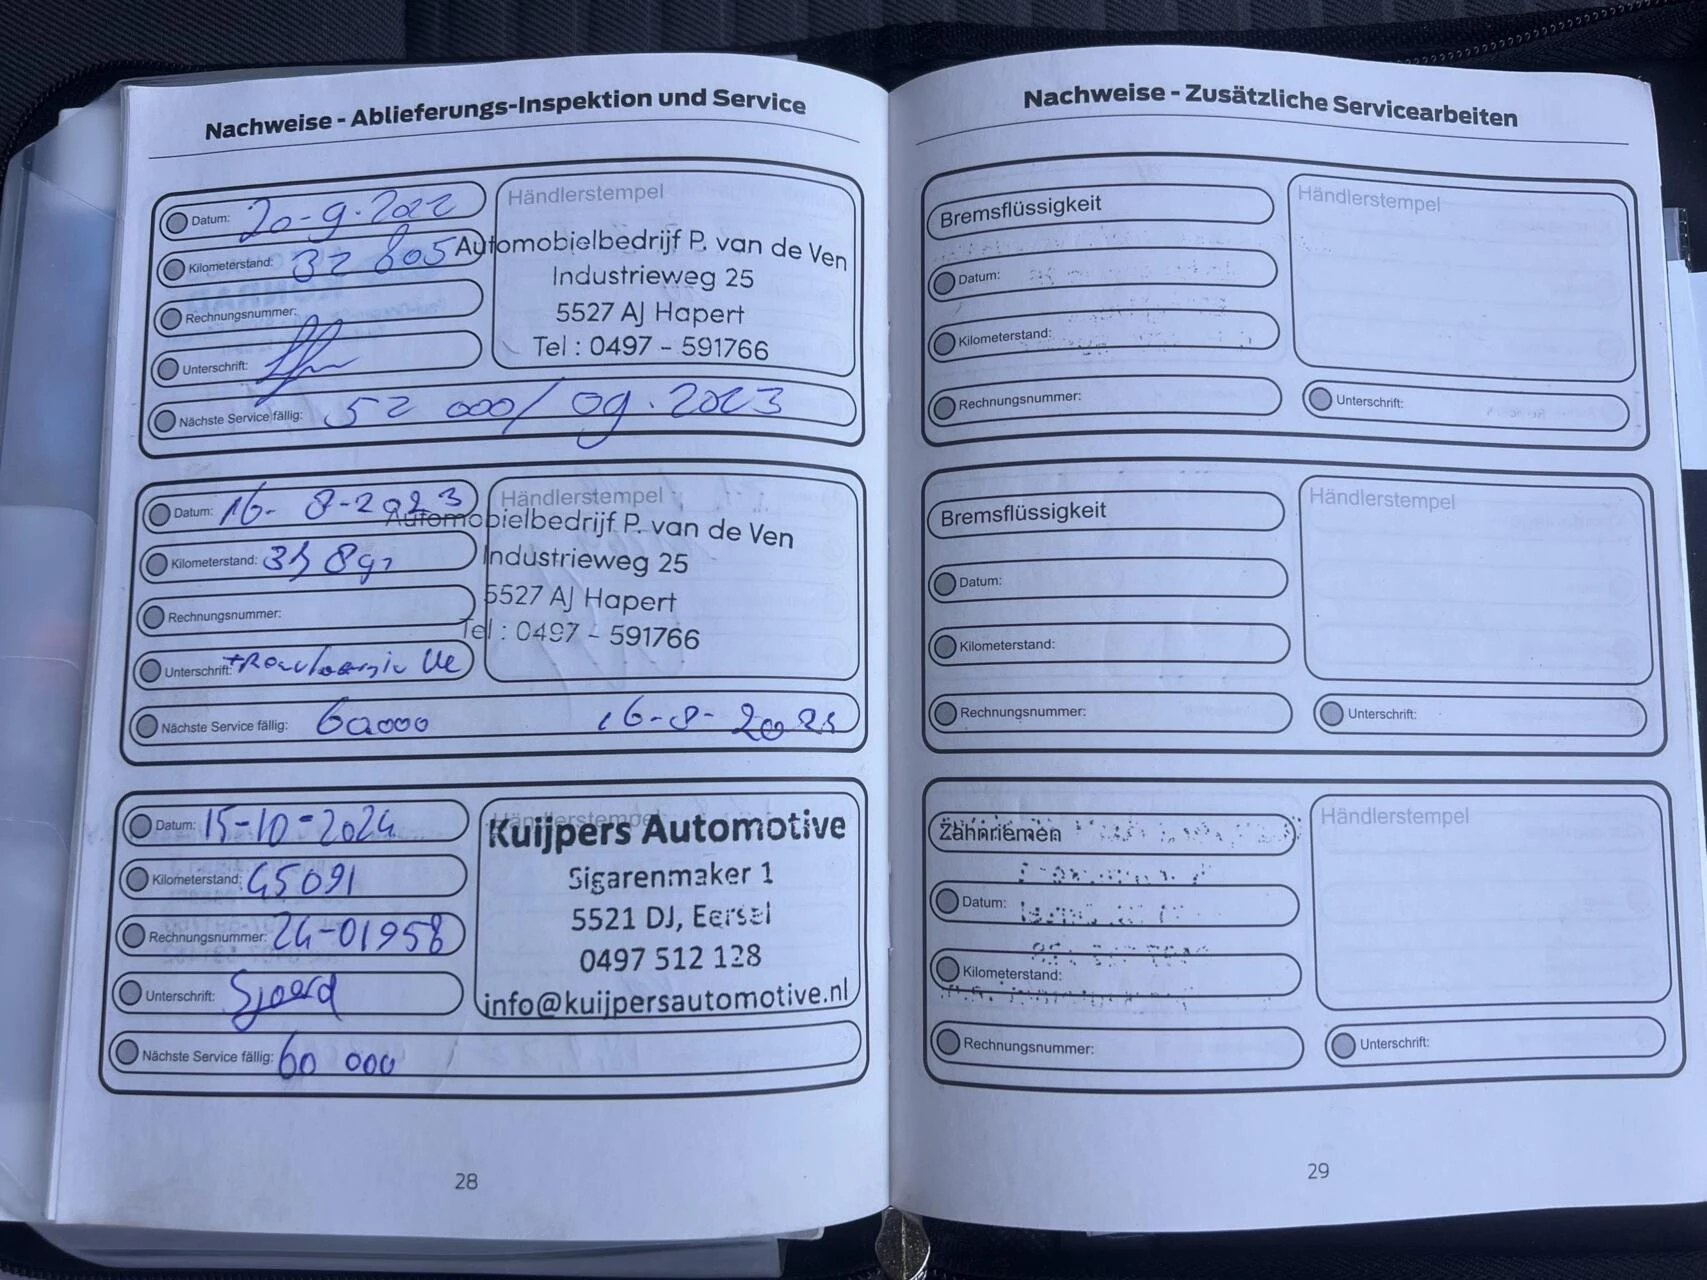 Nachweise - Ablieferungs-Inspektion und Service
Datum: 20-9-2022
Kilometerstand: 32 805
Rechnungsnummer:
Unterschrift:
Nächste Service fällig: 52 000/ 09.2023
Händlerstempel
Automobielbedrijf P. van de Ven
Industrieweg 25
5527 AJ Hapert
Tel : 0497 - 591766
Datum: 16-8-2023
Kilometerstand:
Rechnungsnummer:
Unterschrift:
Nächste Service fällig: 60000 16-8-
Händlerstempel
Automobielbedrijf P. van de Ven
Industrieweg 25
5527 AJ Hapert
Tel : 0497 - 591766
Datum: 15-10-2024
Kilometerstand: 45091
Rechnungsnummer: 24-01958
Unterschrift: Sjoerd
Nächste Service fällig: 60 000
Händlerstempel
Kuijpers Automotive
Sigarenmaker 1
5521 DJ, Eersel
0497 512 128
info@kuijpersautomotive.nl
28
Nachweise - Zusätzliche Servicearbeiten
Bremsflüssigkeit
Datum:
Kilometerstand:
Rechnungsnummer:
Händlerstempel
Unterschrift:
Bremsflüssigkeit
Datum:
Kilometerstand:
Rechnungsnummer:
Händlerstempel
Unterschrift:
Zahnriemen
Datum:
Kilometerstand:
Rechnungsnummer:
Händlerstempel
Unterschrift:
29